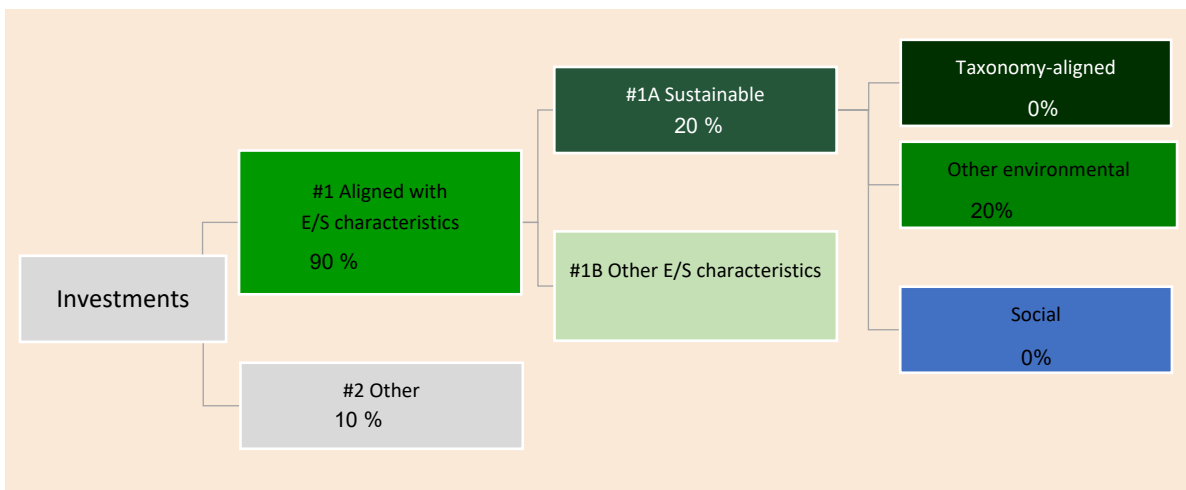 Investments
#1 Aligned with
E/S characteristics
90 %
#2 Other
10 %
#1A Sustainable
20 %
#1B Other E/S characteristics
Taxonomy-aligned
0%
Other environmental
20%
Social
0%